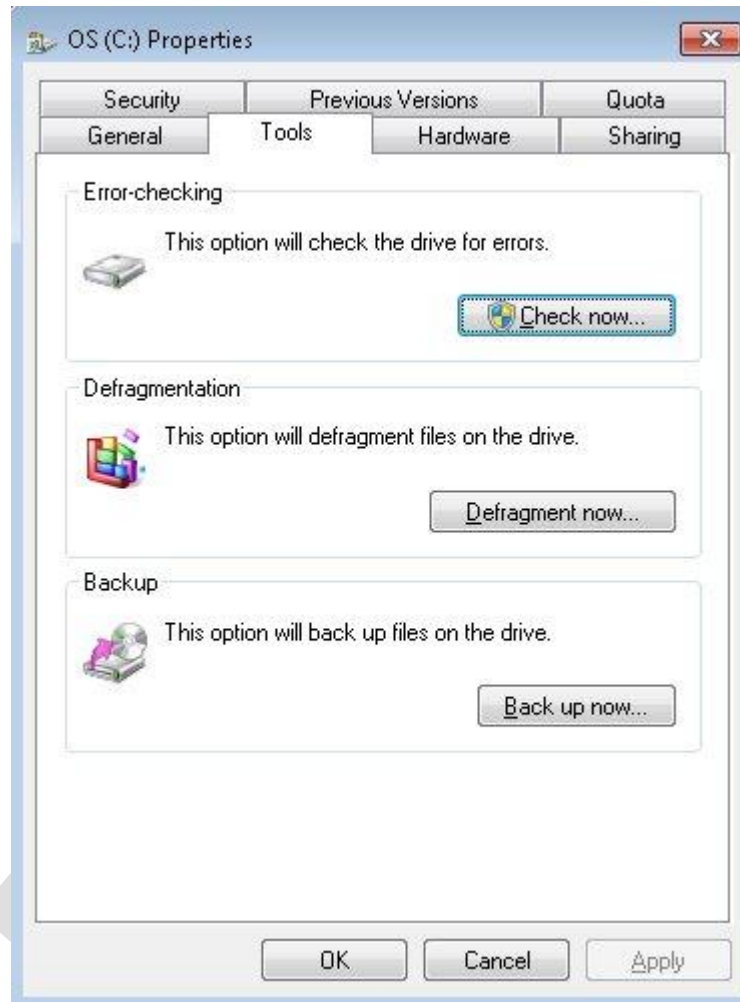 OS (C:) Properties
Security Previous Versions Quota
General Tools Hardware Sharing
Error-checking
This option will check the drive for errors.
Check now...
Defragmentation
This option will defragment files on the drive.
Defragment now...
Backup
This option will back up files on the drive.
Back up now...
OK Cancel Apply